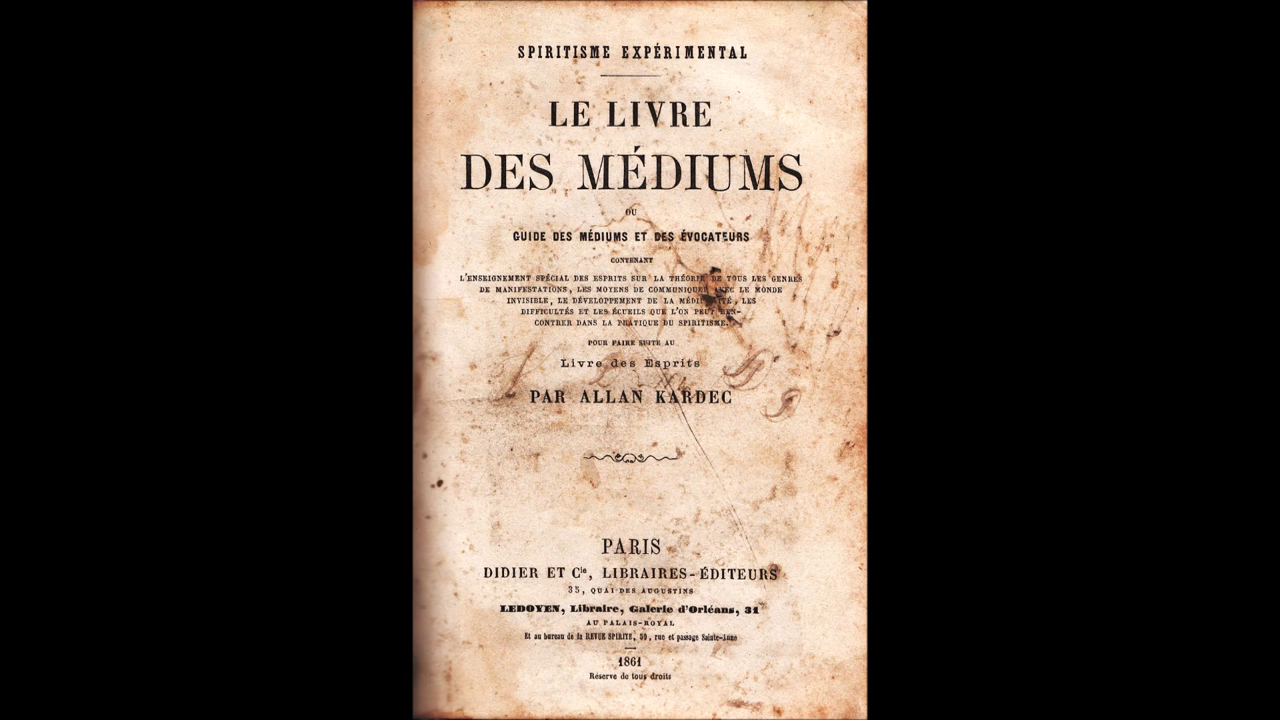 SPIRITISME EXPÉRIMENTAL
LE LIVRE
DES MÉDIUMS
OU
GUIDE DES MÉDIUMS ET DES ÉVOCATEURS
CONTENANT
L'ENSEIGNEMENT SPÉCIAL DES ESPRITS SUR LA THÉORIE DE TOUS LES GENRES
DE MANIFESTATIONS, LES MOYENS DE COMMUNIQUER AVEC LE MONDE
INVISIBLE, LE DÉVELOPPEMENT DE LA MÉDIUMNITÉ, LES
DIFFICULTÉS ET LES ÉCUEILS QUE L'ON PEUT REN-
CONTRER DANS LA PRATIQUE DU SPIRITISME.
POUR FAIRE SUITE AU
Livre des Esprits
PAR ALLAN KARDEC
PARIS
DIDIER ET Cie, LIBRAIRES-ÉDITEURS
35, QUAI DES AUGUSTINS
LEDOYEN, Libraire, Galerie d'Orléans, 31
AU PALAIS-ROYAL
Et au bureau de la REVUE SPIRITE, 59, rue et passage Sainte-Anne
1861
Réserve de tous droits